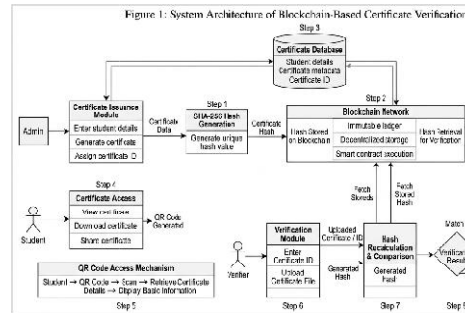 Figure 1: System Architecture of Blockchain-Based Certificate Verification
Step 3
Certificate Database
Student details
Certificate metadata
Certificate ID
Certificate Issuance
Module
Enter student details
Generate certificate
Assign certificate ID
Admin
Certificate
Data
Step 1
SHA-256 Hash
Generation
Generate unique
hash value
Certificate
Hash
Step 2
Blockchain Network
Hash Stored
on Blockchain
Immutable ledger
Decentralized storage
Smart contract execution
Hash Retrieval
for Verification
Step 4
Certificate Access
View certificate
Download certificate
Share certificate
Student
QR Code
Generated
Fetch
Storeds
Fetch
Stored
Hash
QR Code Access Mechanism
Student → QR Code → Scan → Retrieve Certificate
Details → Display Basic Information
Step 5
Verifier
Verification
Module
Enter
Certificate ID
Upload
Certificate File
Step 6
Uploaded
Certificate / ID
Generated
Hash
Hash
Recalculation
& Comparison
Generated
hash
Step 7
Match
Result
Step